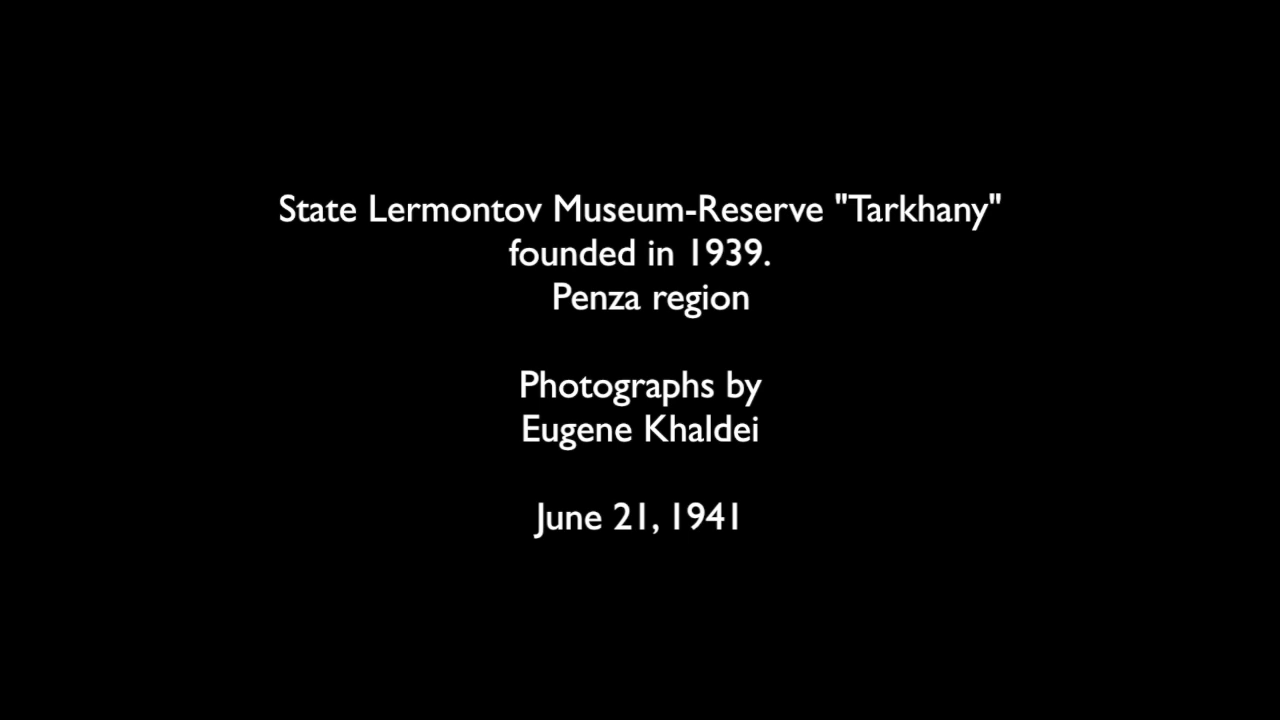 State Lermontov Museum-Reserve "Tarkhany"
founded in 1939.
Penza region
Photographs by
Eugene Khaldei
June 21, 1941